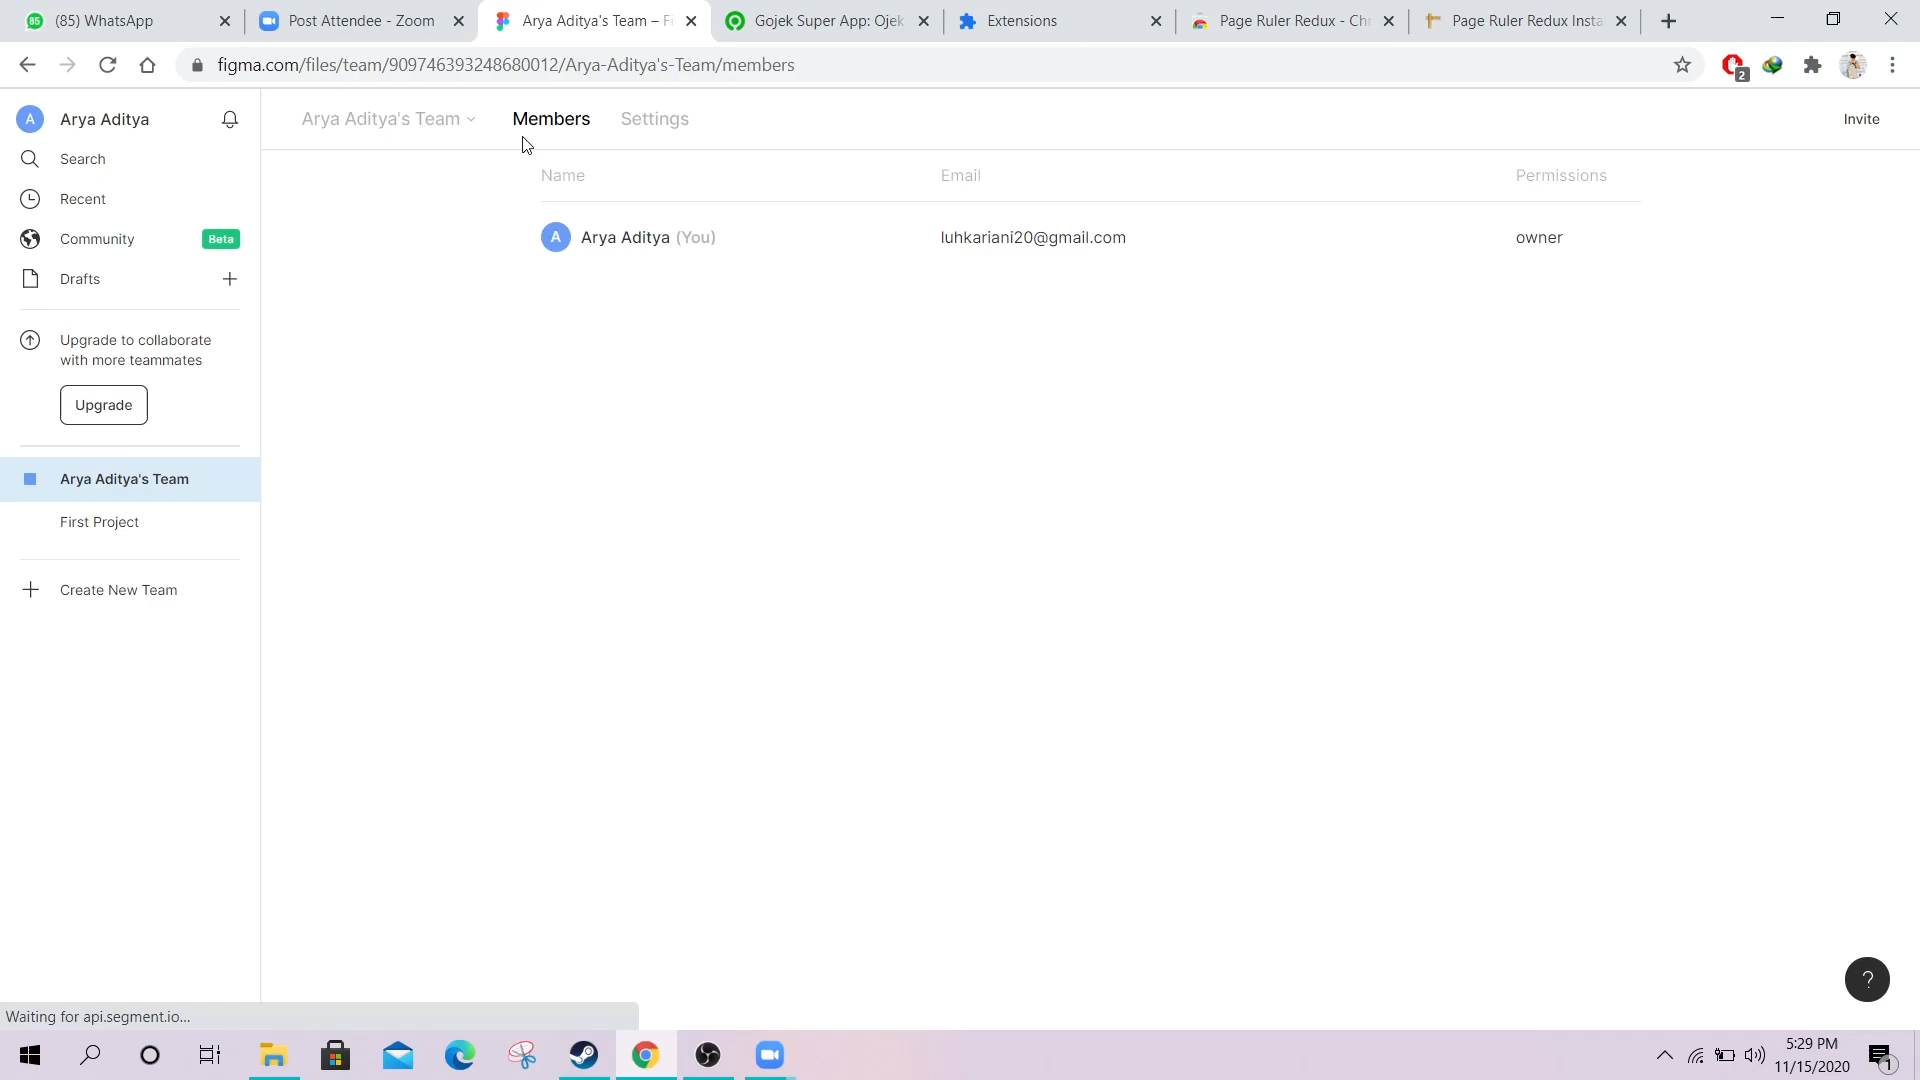 85 (85) WhatsApp
Post Attendee - Zoom
Arya Aditya's Team – Fi
Gojek Super App: Ojek
Extensions
Page Ruler Redux - Chr
Page Ruler Redux Insta
figma.com/files/team/909746393248680012/Arya-Aditya's-Team/members
2
A Arya Aditya
Arya Aditya's Team
Members
Settings
Invite
Search
Recent
Community Beta
Drafts
Upgrade to collaborate
with more teammates
Upgrade
Arya Aditya's Team
First Project
Create New Team
Name Email Permissions
A Arya Aditya (You) luhkariani20@gmail.com owner
?
Waiting for api.segment.io...
5:29 PM
11/15/2020
1